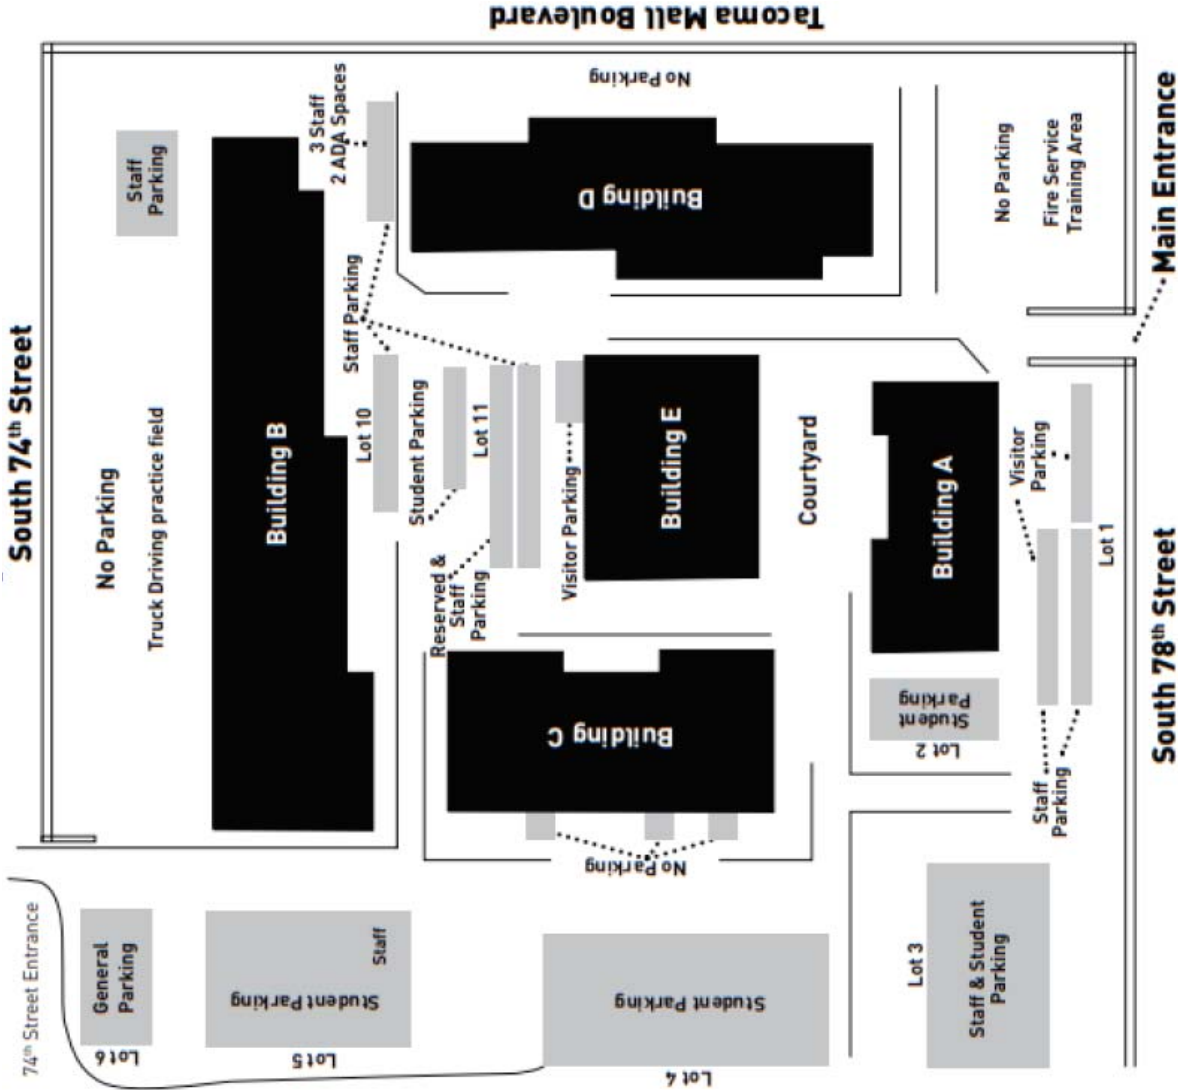 Tacoma Mall Boulevard
No Parking
3 Staff
2 ADA Spaces
Staff
Parking
Building D
No Parking
Fire Service
Training Area
Main Entrance
South 74th Street
No Parking
Truck Driving practice field
Building B
Staff Parking
Lot 10
Student Parking
Lot 11
Reserved &
Staff
Parking
Visitor Parking
Building E
Courtyard
Building A
Visitor
Parking
Lot 1
South 78th Street
Building C
No Parking
Student
Parking
Lot 2
Staff
Parking
74th Street Entrance
General
Parking
Lot 6
Staff
Student Parking
Lot 5
Student Parking
Lot 4
Lot 3
Staff & Student
Parking